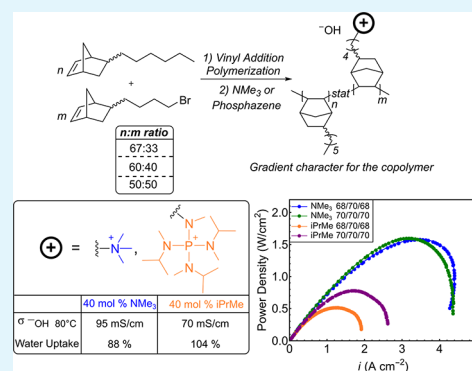 n
+
m
Br
1) Vinyl Addition
Polymerization
2) NMe3 or
Phosphazene
⁻OH
+
4
stat
n
m
5
Gradient character for the copolymer
n:m ratio
67:33
60:40
50:50
+ = N+ , N N P+ N N
40 mol % NMe3 40 mol % iPrMe
σ ⁻OH 80°C 95 mS/cm 70 mS/cm
Water Uptake 88 % 104 %
Power Density (W/cm²)
2.0
1.5
1.0
0.5
0.0
0 1 2 3 4
i (A cm⁻²)
NMe3 68/70/68
NMe3 70/70/70
iPrMe 68/70/68
iPrMe 70/70/70